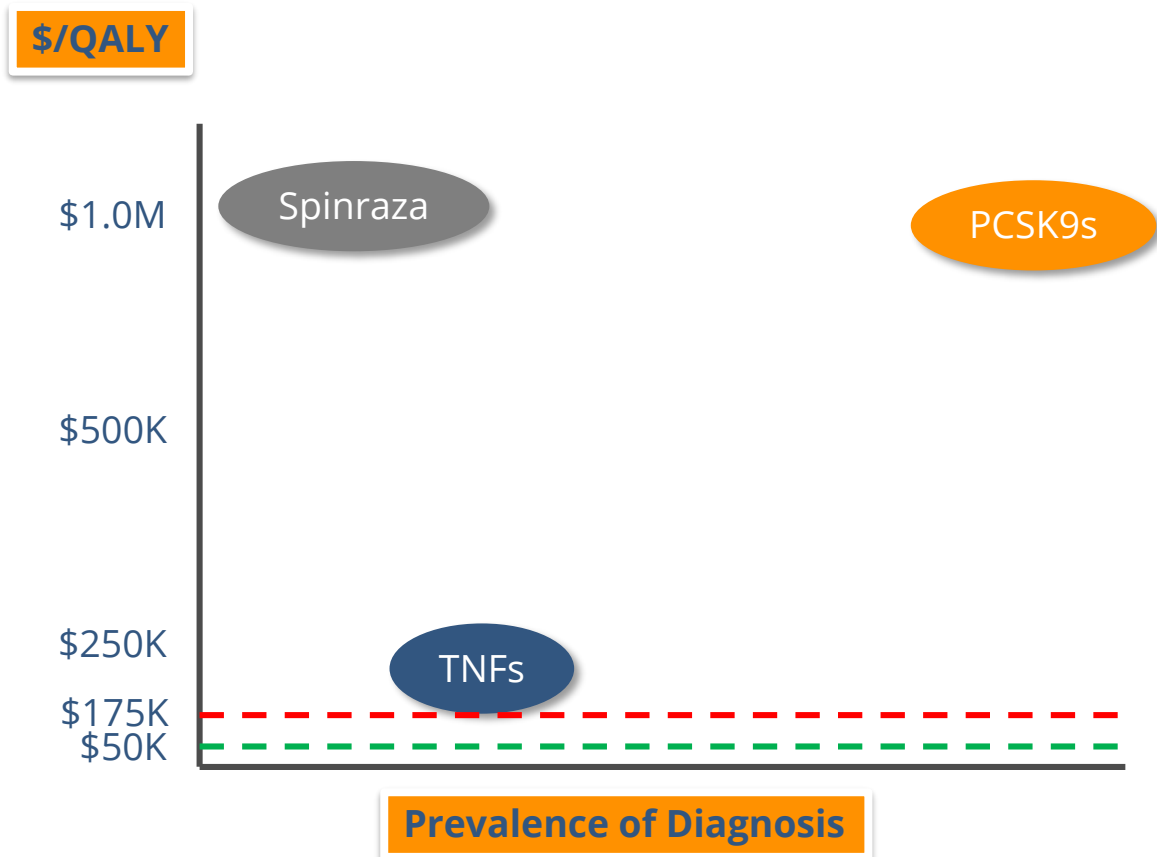 $/QALY
Spinraza
$1.0M
PCSK9s
$500K
$250K
TNFs
$175K
$50K
Prevalence of Diagnosis